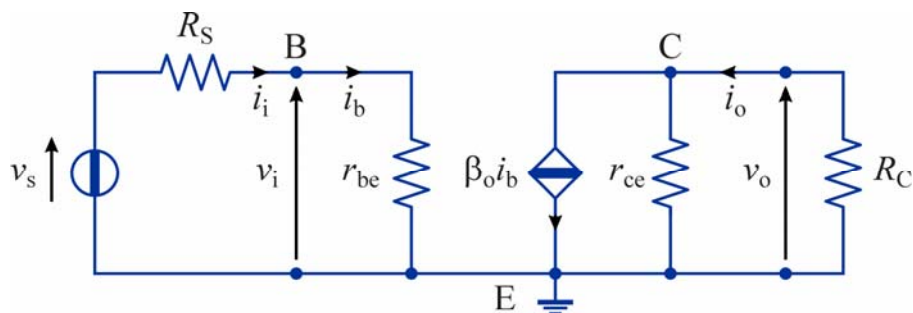 R_S B C
i_i i_b i_o
v_s v_i r_be β_o i_b r_ce v_o R_C
E